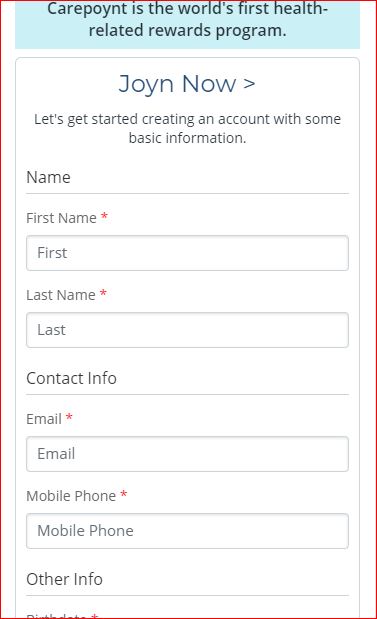 Carepoynt is the world's first health-
related rewards program.
Joyn Now >
Let's get started creating an account with some
basic information.
Name
First Name *
First
Last Name *
Last
Contact Info
Email *
Email
Mobile Phone *
Mobile Phone
Other Info
Birthdate *